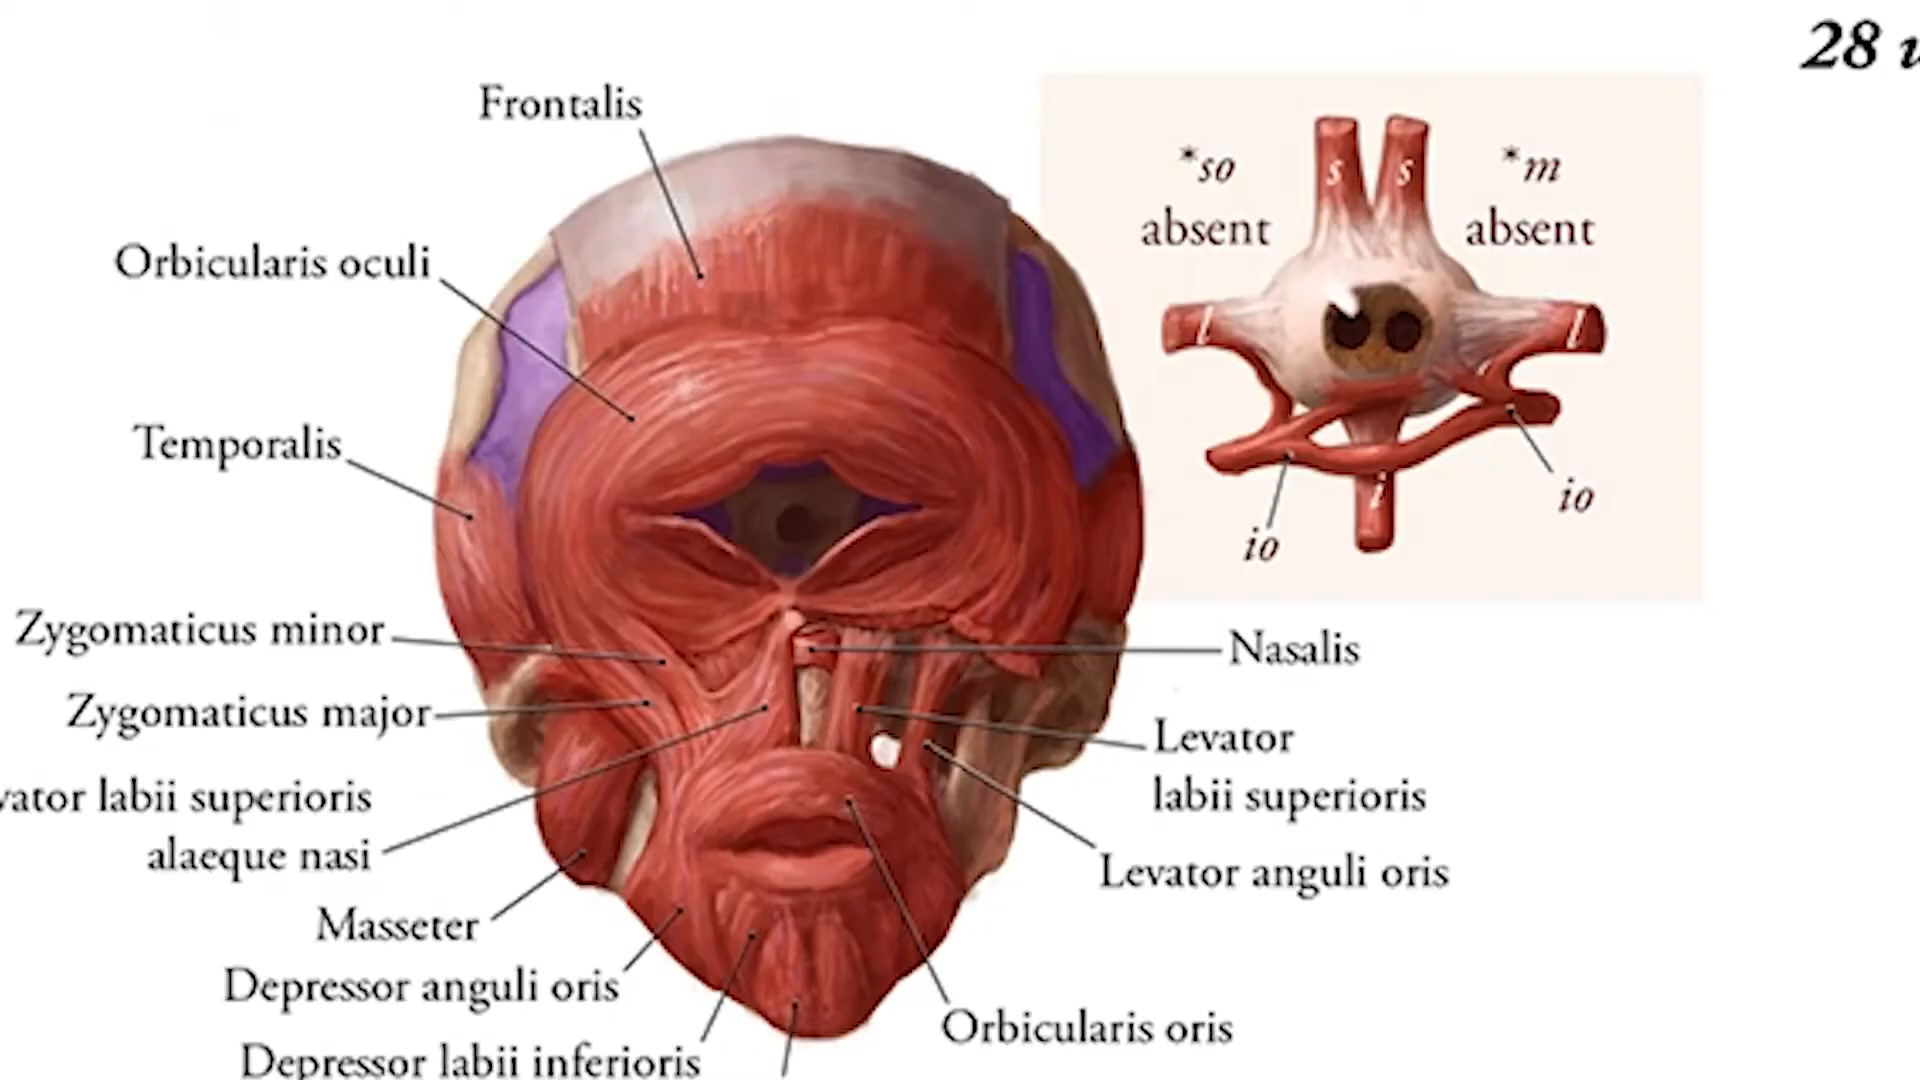 28
Frontalis
*so
absent
*m
absent
s
s
Orbicularis oculi
l
l
Temporalis
i
io
io
Zygomaticus minor
Nasalis
Zygomaticus major
Levator
labii superioris
labii superioris
alaeque nasi
Levator anguli oris
Masseter
Depressor anguli oris
Orbicularis oris
Depressor labii inferioris